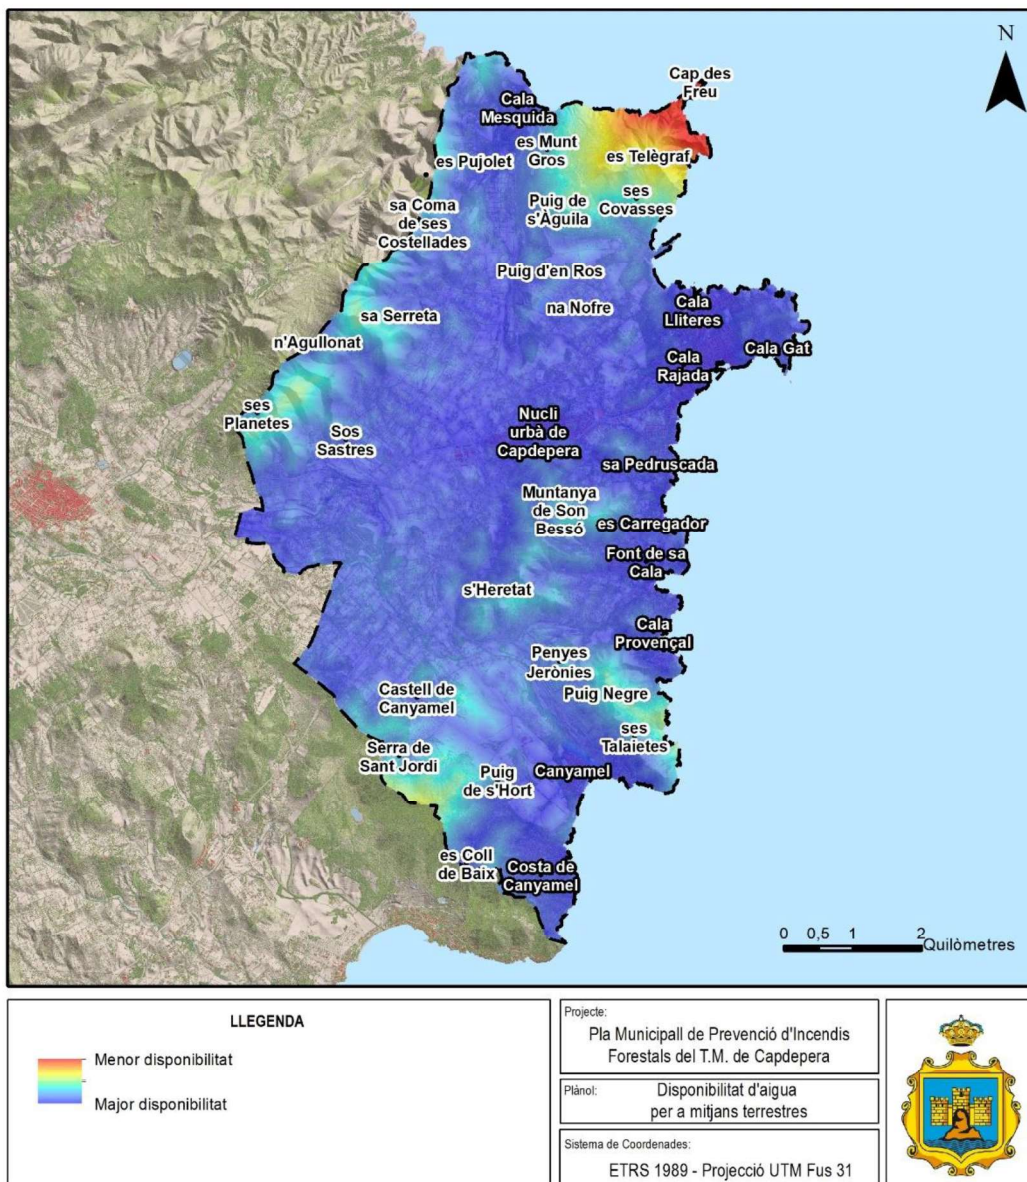 N
Cap des
Freu
Cala
Mesquida
es Munt
Gros
es Pujolet
es Telègraf
ses
Covasses
sa Coma
de ses
Costellades
Puig de
s'Àguila
Puig d'en Ros
na Nofre
sa Serreta
Cala
Lliteres
n'Agullonat
Cala Gat
Cala
Rajada
ses
Planetes
Sos
Sastres
Nucli
urbà de
Capdepera
sa Pedruscada
Muntanya
de Son
Bessó
es Carregador
Font de sa
Cala
s'Heretat
Cala
Provençal
Penyes
Jerònies
Castell de
Canyamel
Puig Negre
ses
Talaietes
Serra de
Sant Jordi
Puig
de s'Hort
Canyamel
es Coll
de Baix
Costa de
Canyamel
0 0,5 1 2
Quilòmetres
LLEGENDA
Menor disponibilitat
Major disponibilitat
Projecte:
Pla Municipall de Prevenció d'Incendis
Forestals del T.M. de Capdepera
Plànol:
Disponibilitat d'aigua
per a mitjans terrestres
Sistema de Coordenades:
ETRS 1989 - Projecció UTM Fus 31